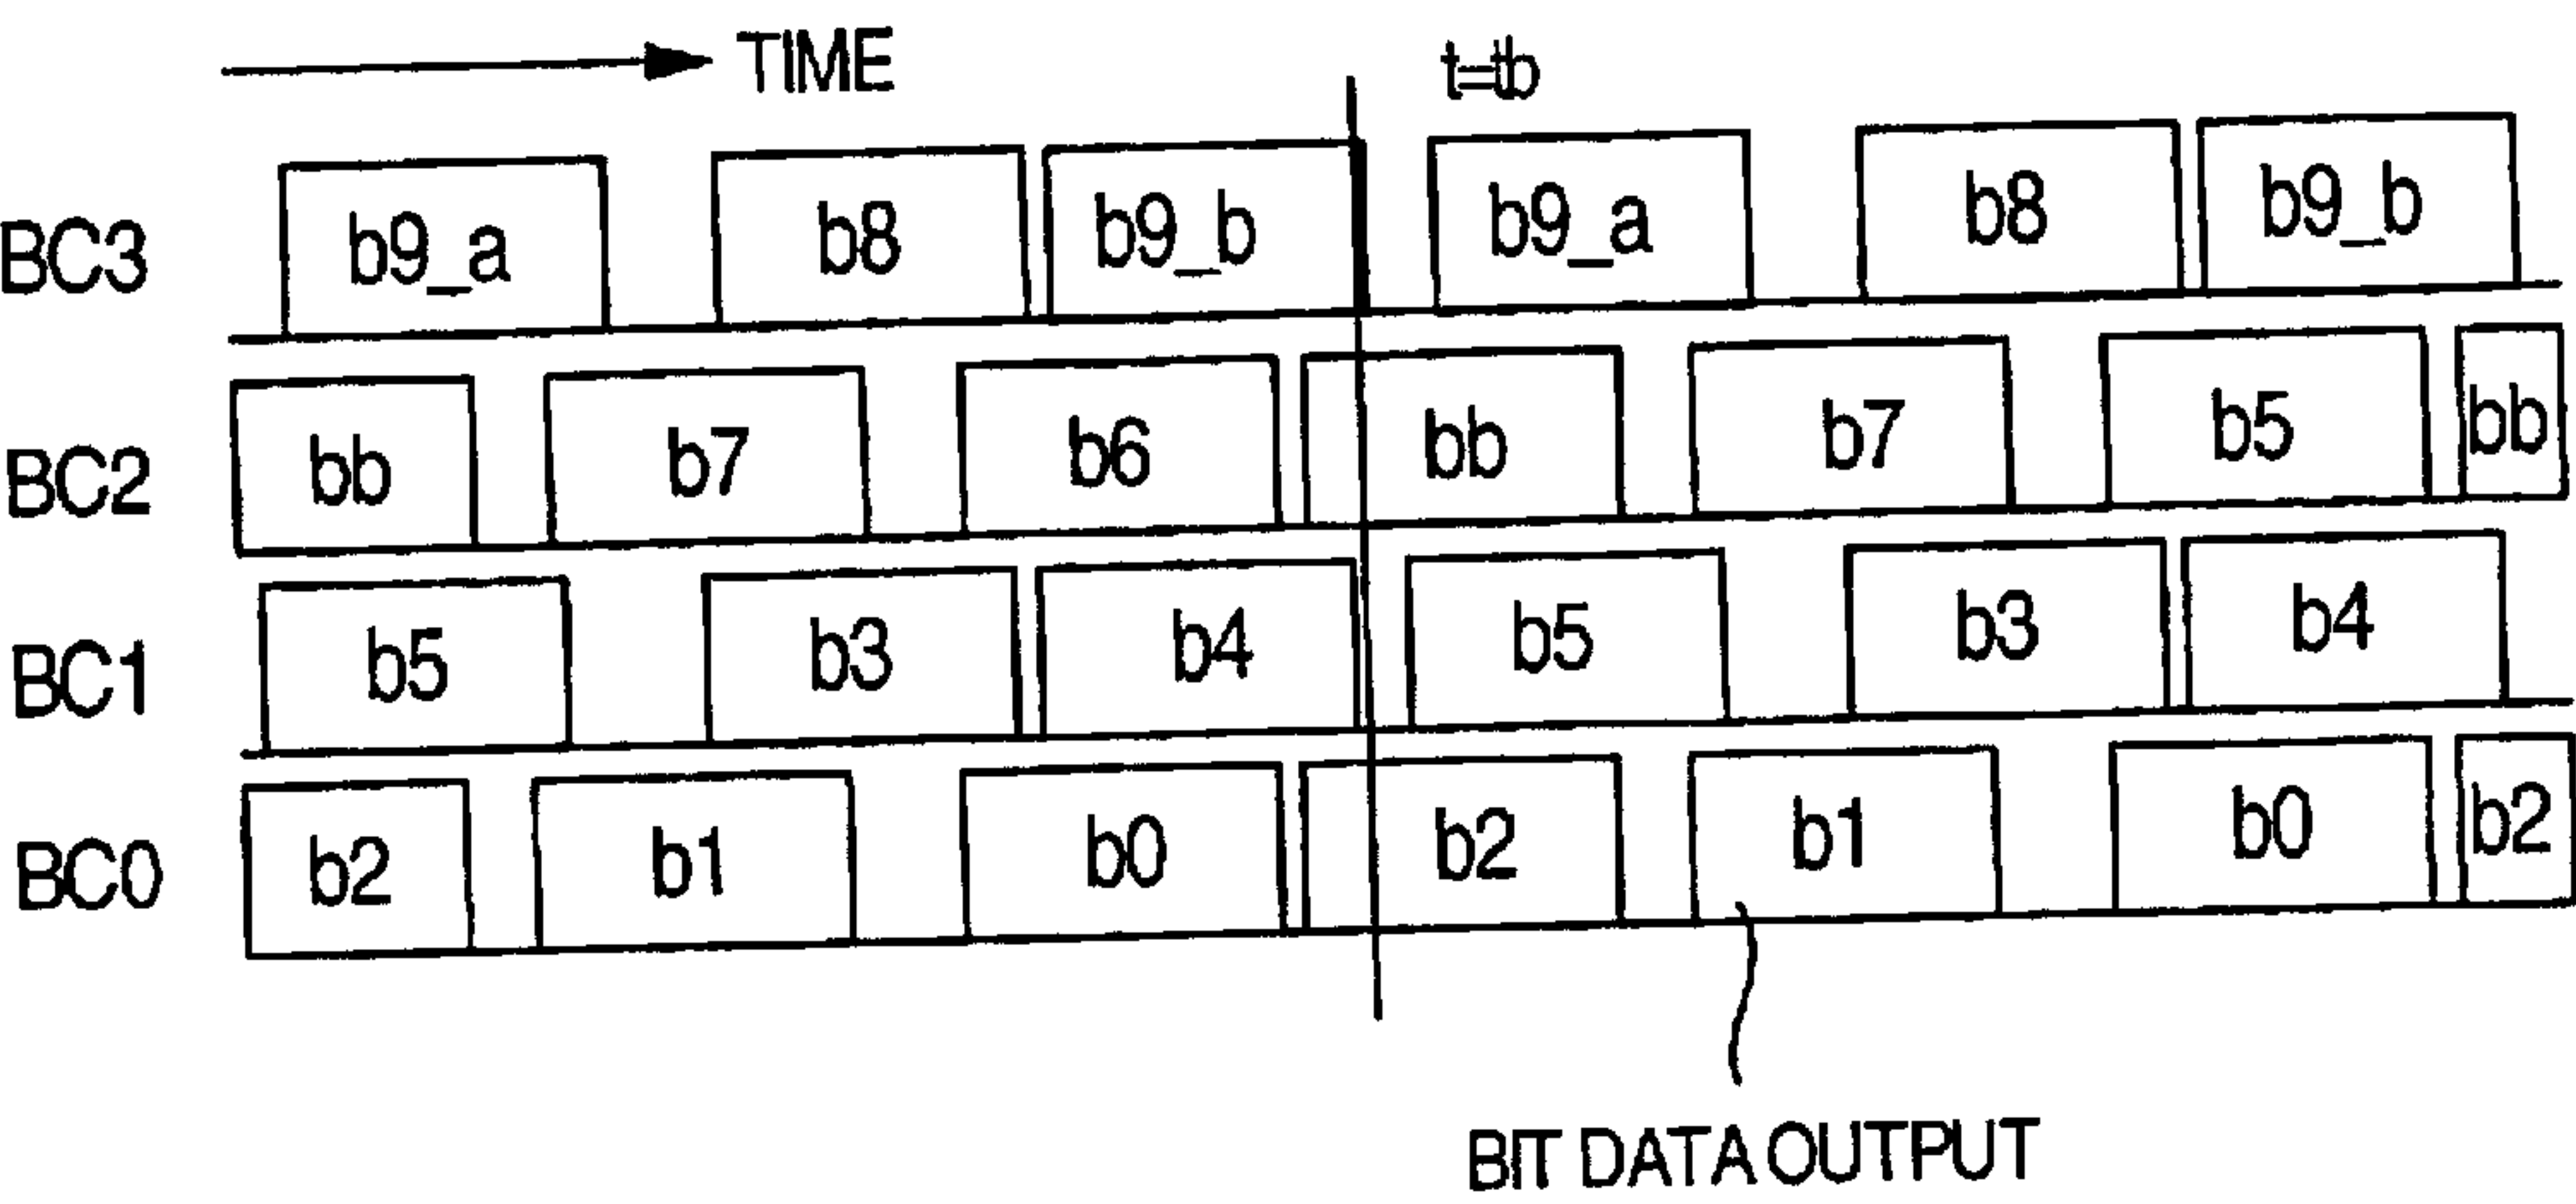 TIME t=tb
BC3 b9_a b8 b9_b b9_a b8 b9_b
BC2 bb b7 b6 bb b7 b5 bb
BC1 b5 b3 b4 b5 b3 b4
BC0 b2 b1 b0 b2 b1 b0 b2
BIT DATA OUTPUT